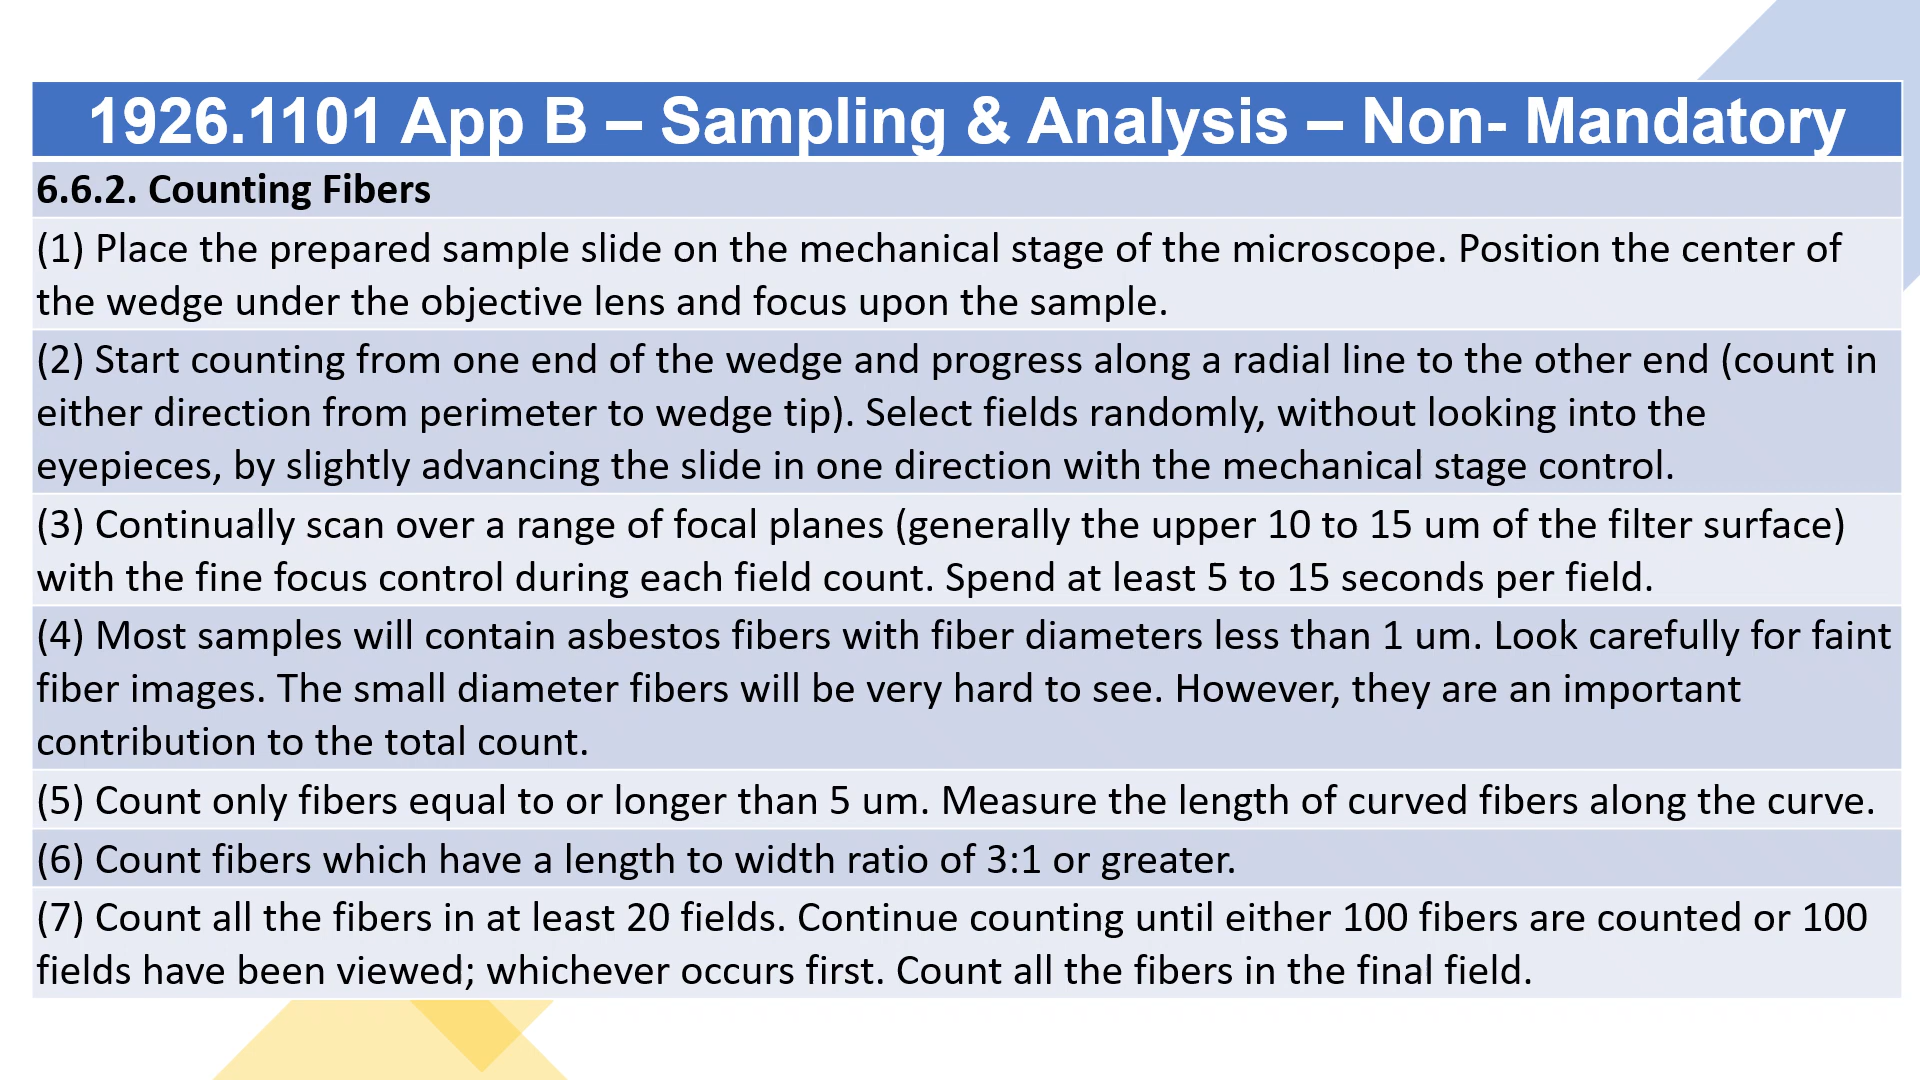 1926.1101 App B – Sampling & Analysis – Non- Mandatory
6.6.2. Counting Fibers
(1) Place the prepared sample slide on the mechanical stage of the microscope. Position the center of
the wedge under the objective lens and focus upon the sample.
(2) Start counting from one end of the wedge and progress along a radial line to the other end (count in
either direction from perimeter to wedge tip). Select fields randomly, without looking into the
eyepieces, by slightly advancing the slide in one direction with the mechanical stage control.
(3) Continually scan over a range of focal planes (generally the upper 10 to 15 um of the filter surface)
with the fine focus control during each field count. Spend at least 5 to 15 seconds per field.
(4) Most samples will contain asbestos fibers with fiber diameters less than 1 um. Look carefully for faint
fiber images. The small diameter fibers will be very hard to see. However, they are an important
contribution to the total count.
(5) Count only fibers equal to or longer than 5 um. Measure the length of curved fibers along the curve.
(6) Count fibers which have a length to width ratio of 3:1 or greater.
(7) Count all the fibers in at least 20 fields. Continue counting until either 100 fibers are counted or 100
fields have been viewed; whichever occurs first. Count all the fibers in the final field.